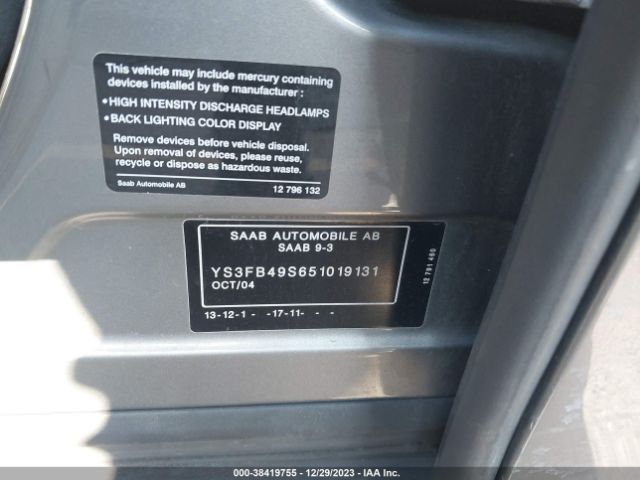 This vehicle may include mercury containing
devices installed by the manufacturer :
•HIGH INTENSITY DISCHARGE HEADLAMPS
•BACK LIGHTING COLOR DISPLAY
Remove devices before vehicle disposal.
Upon removal of devices, please reuse,
recycle or dispose as hazardous waste.
Saab Automobile AB 12 796 132
SAAB AUTOMOBILE AB
SAAB 9-3
YS3FB49S651019131
OCT/04
13-12-1- -17-11- - -
12 791 460
000-38419755 - 12/29/2023 - IAA Inc.